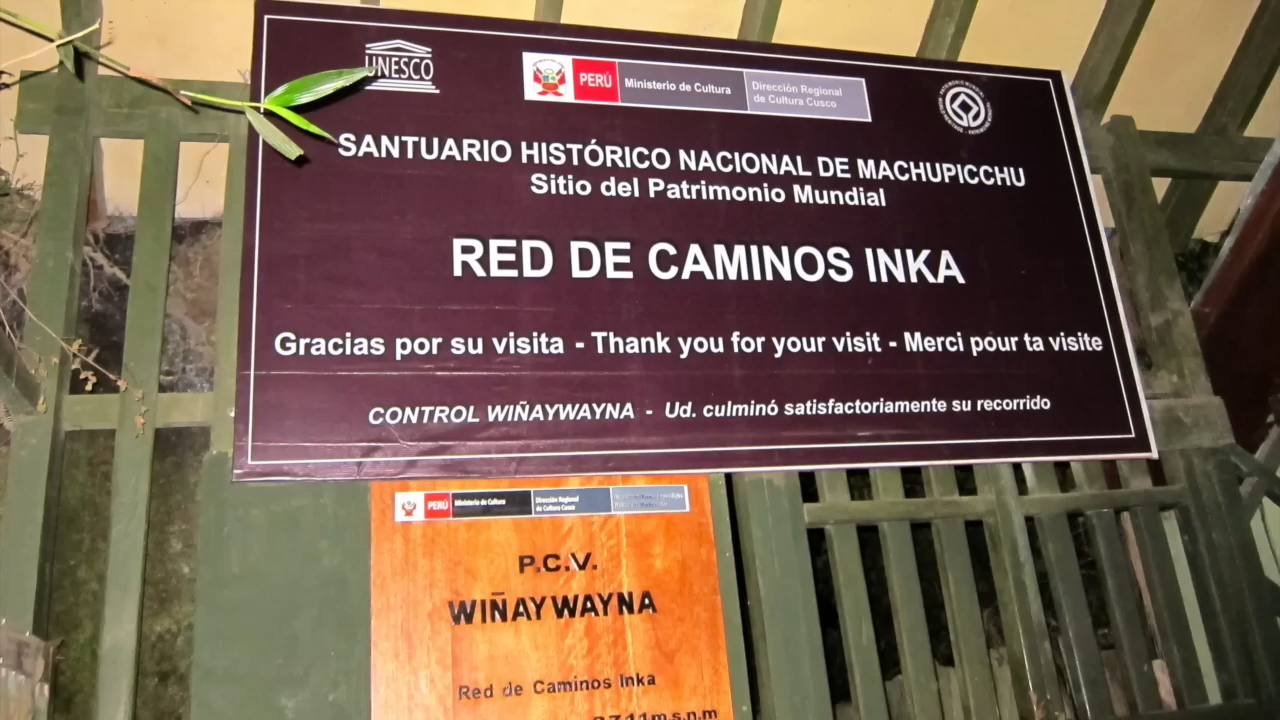 UNESCO
PERÚ Ministerio de Cultura Dirección Regional
de Cultura Cusco
SANTUARIO HISTÓRICO NACIONAL DE MACHUPICCHU
Sitio del Patrimonio Mundial
RED DE CAMINOS INKA
Gracias por su visita - Thank you for your visit - Merci pour ta visite
CONTROL WIÑAYWAYNA - Ud. culminó satisfactoriamente su recorrido
PERÚ Ministerio de Cultura Dirección Regional
de Cultura Cusco
P.C.V.
WIÑAYWAYNA
Red de Caminos Inka
m.s.n.m